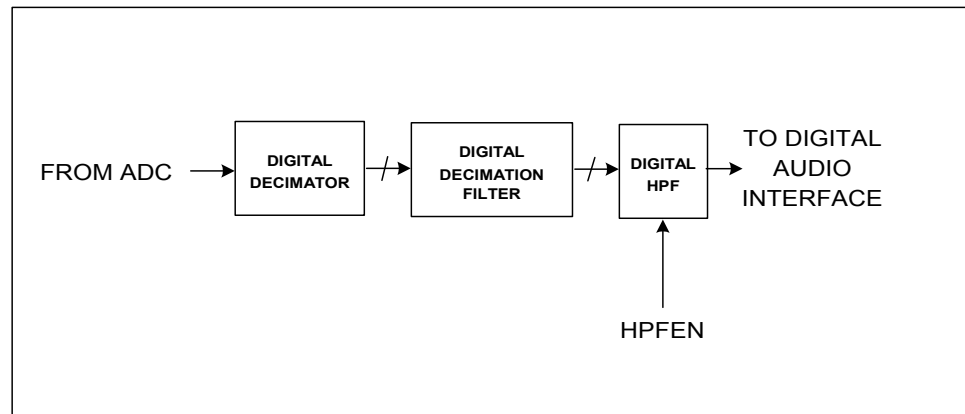 FROM ADC
DIGITAL
DECIMATOR
DIGITAL
DECIMATION
FILTER
DIGITAL
HPF
TO DIGITAL
AUDIO
INTERFACE
HPFEN